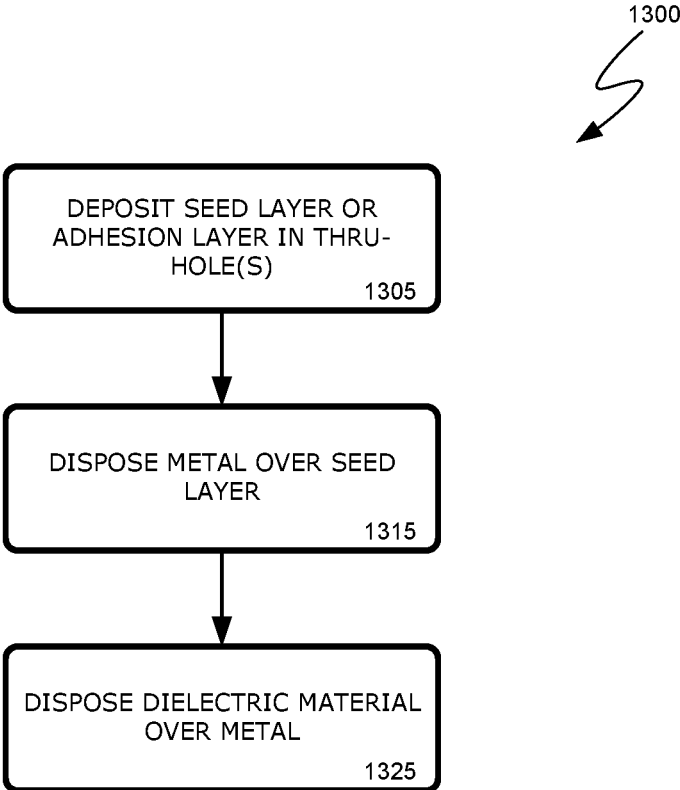 1300
DEPOSIT SEED LAYER OR
ADHESION LAYER IN THRU-
HOLE(S)
1305
DISPOSE METAL OVER SEED
LAYER
1315
DISPOSE DIELECTRIC MATERIAL
OVER METAL
1325